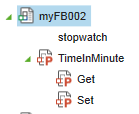 myFB002
stopwatch
TimeInMinute
Get
Set